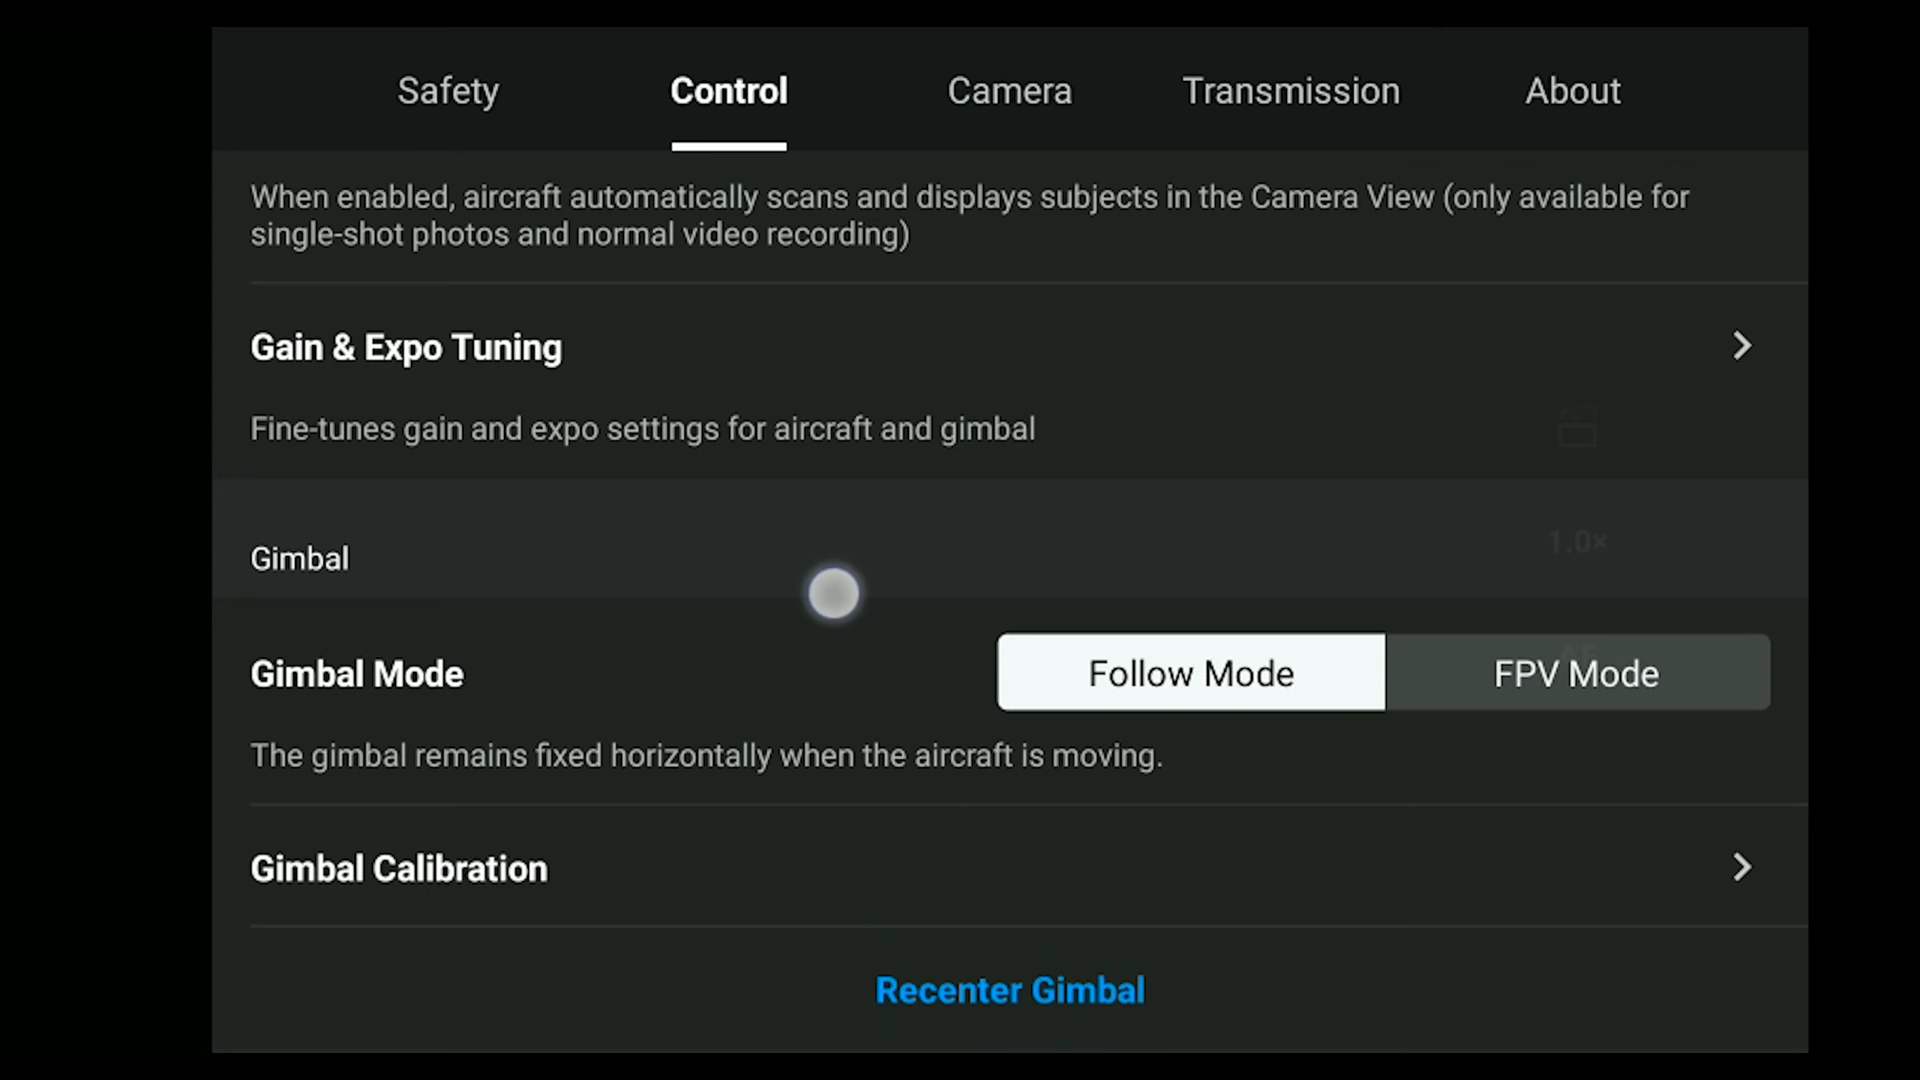 Safety Control Camera Transmission About
When enabled, aircraft automatically scans and displays subjects in the Camera View (only available for
single-shot photos and normal video recording)
Gain & Expo Tuning
Fine-tunes gain and expo settings for aircraft and gimbal
1.0×
Gimbal
AF
Gimbal Mode Follow Mode FPV Mode
The gimbal remains fixed horizontally when the aircraft is moving.
Gimbal Calibration
Recenter Gimbal